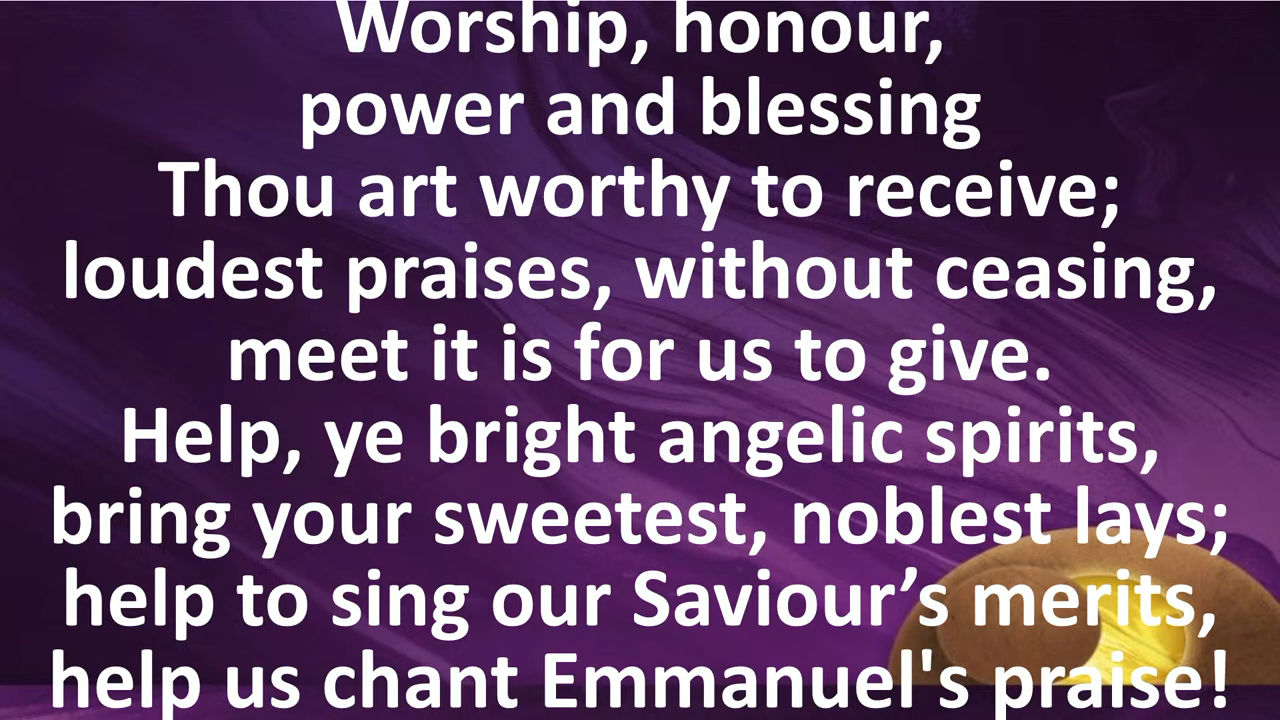 Worship, honour,
power and blessing
Thou art worthy to receive;
loudest praises, without ceasing,
meet it is for us to give.
Help, ye bright angelic spirits,
bring your sweetest, noblest lays;
help to sing our Saviour’s merits,
help us chant Emmanuel's praise!